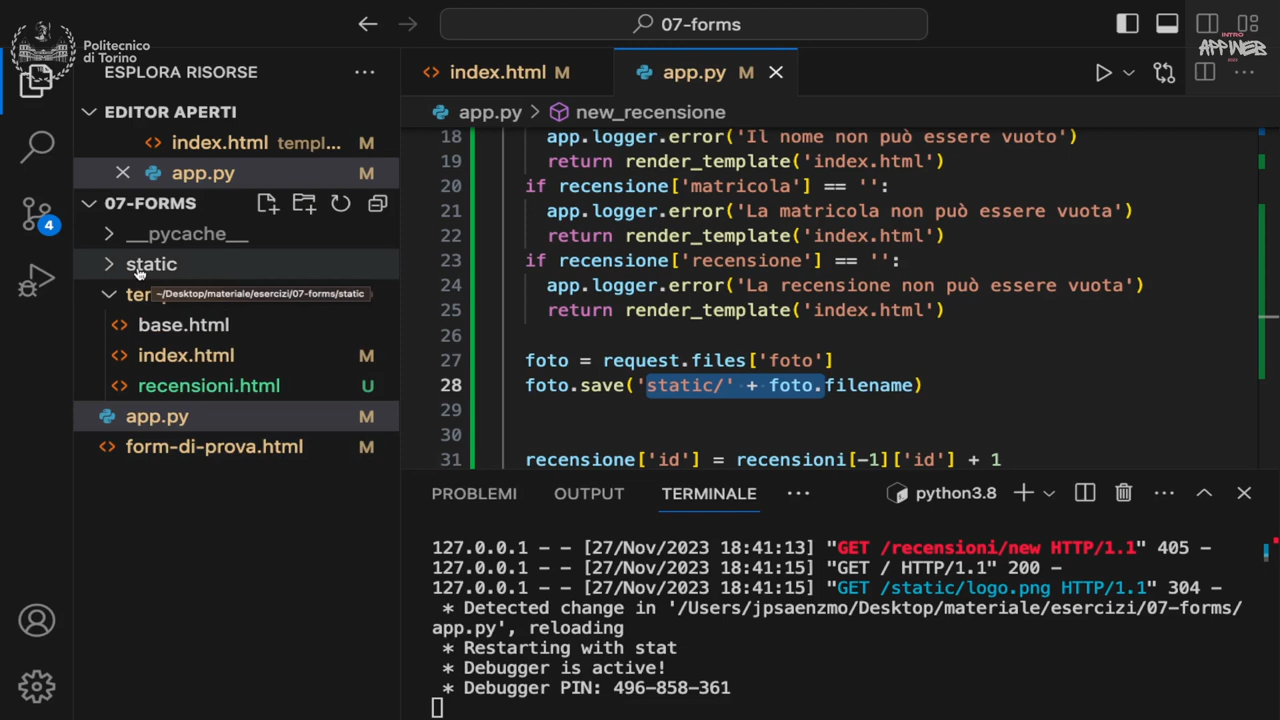 07-forms
Politecnico
di Torino
INTRO
APPWEB
ESPLORA RISORSE
EDITOR APERTI
index.html templ... M
app.py M
07-FORMS
__pycache__
static
~/Desktop/materiale/esercizi/07-forms/static
base.html
index.html M
recensioni.html U
app.py M
form-di-prova.html M
4
index.html M
app.py M
app.py > new_recensione
18 app.logger.error('Il nome non può essere vuoto')
19 return render_template('index.html')
20 if recensione['matricola'] == '':
21 app.logger.error('La matricola non può essere vuota')
22 return render_template('index.html')
23 if recensione['recensione'] == '':
24 app.logger.error('La recensione non può essere vuota')
25 return render_template('index.html')
26
27 foto = request.files['foto']
28 foto.save('static/' + foto.filename)
29
30
31 recensione['id'] = recensioni[-1]['id'] + 1
PROBLEMI OUTPUT TERMINALE
python3.8
127.0.0.1 - - [27/Nov/2023 18:41:13] "GET /recensioni/new HTTP/1.1" 405 -
127.0.0.1 - - [27/Nov/2023 18:41:15] "GET / HTTP/1.1" 200 -
127.0.0.1 - - [27/Nov/2023 18:41:15] "GET /static/logo.png HTTP/1.1" 304 -
* Detected change in '/Users/jpsaenzmo/Desktop/materiale/esercizi/07-forms/
app.py', reloading
* Restarting with stat
* Debugger is active!
* Debugger PIN: 496-858-361